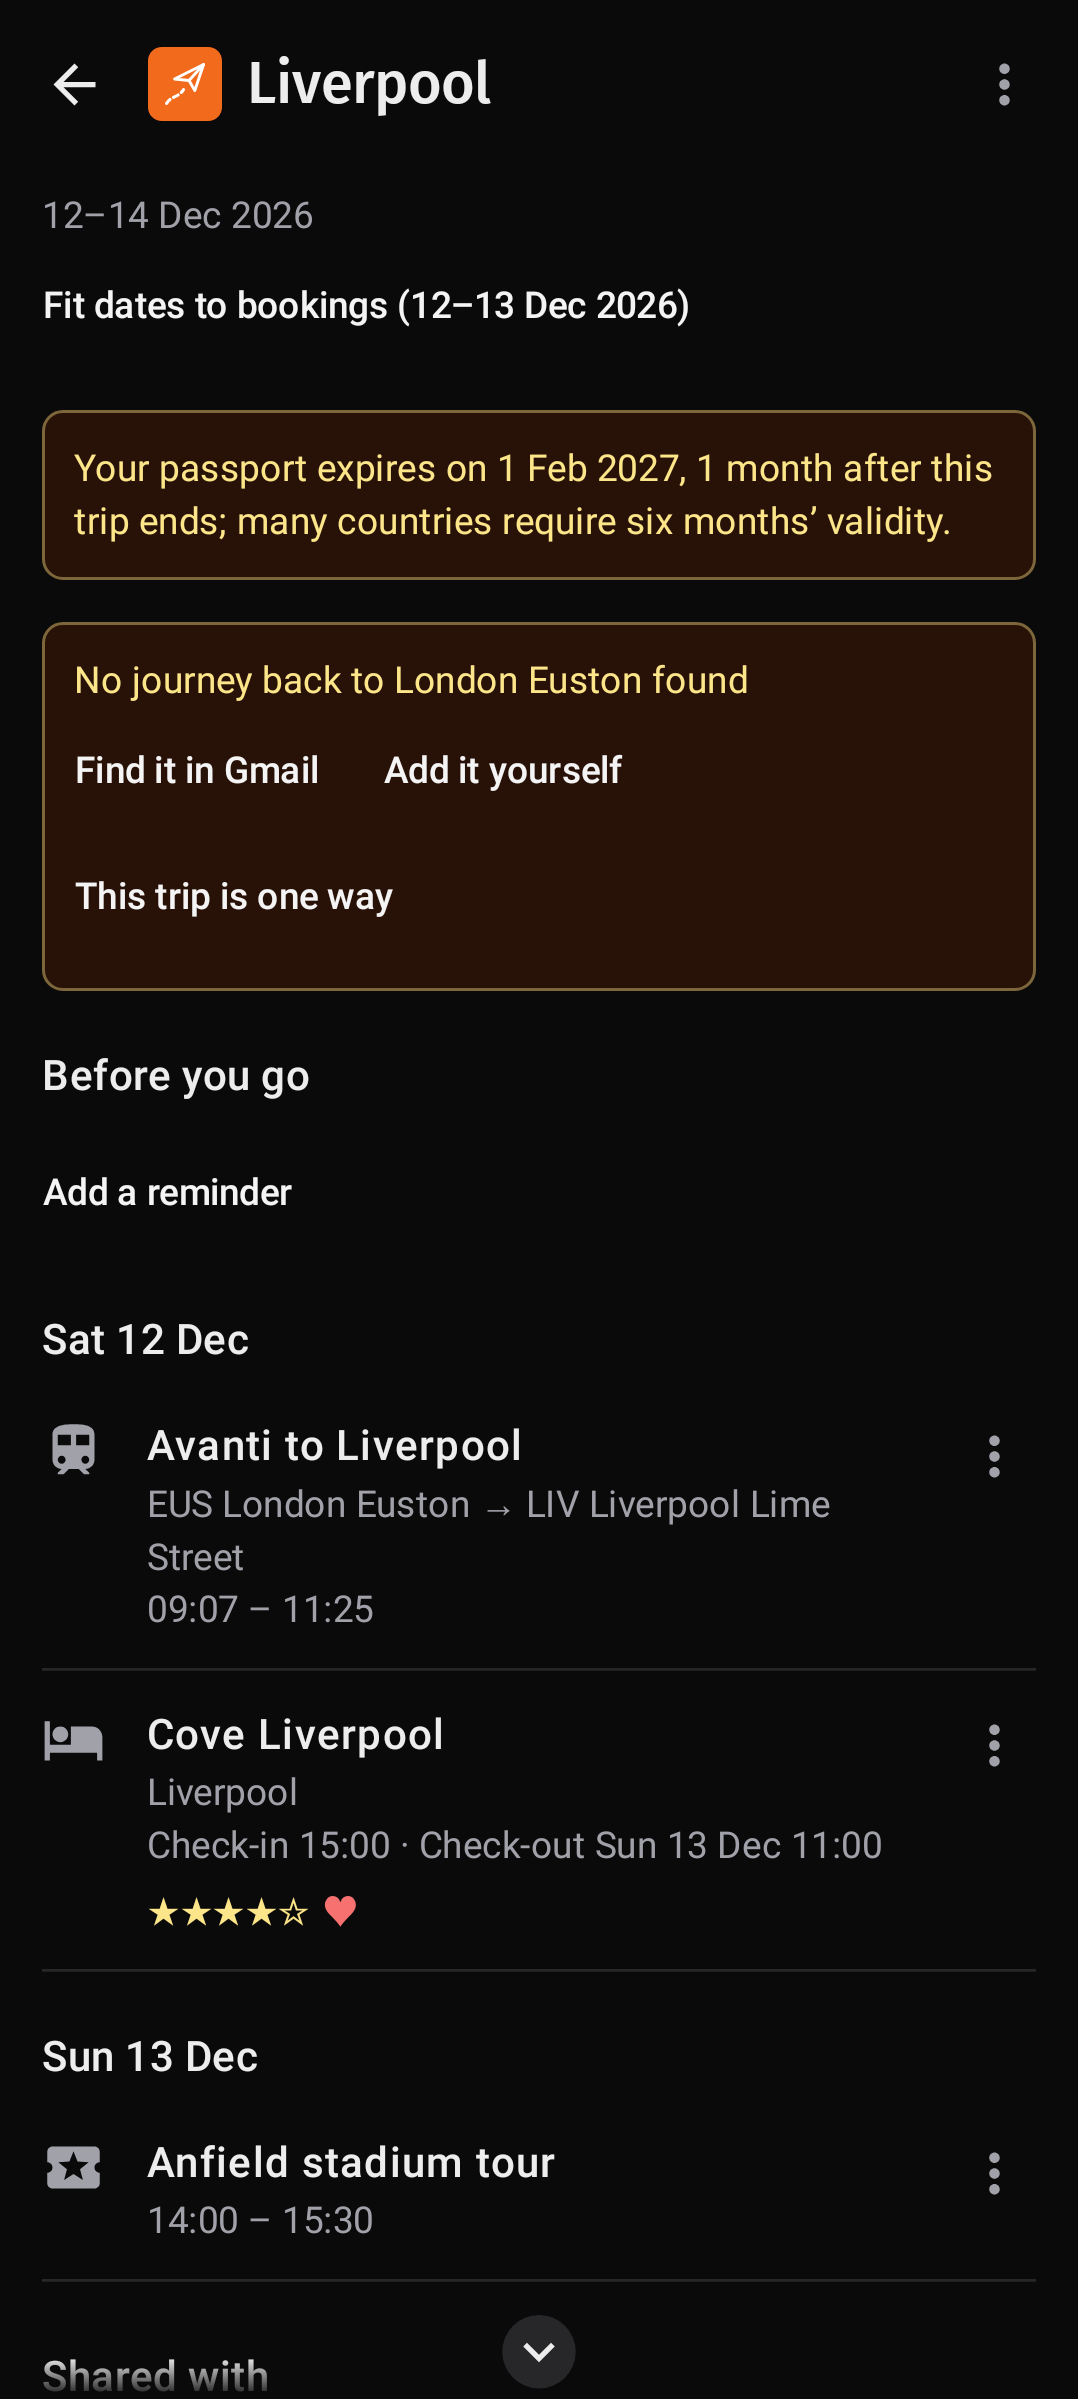 Liverpool
12–14 Dec 2026
Fit dates to bookings (12–13 Dec 2026)
Your passport expires on 1 Feb 2027, 1 month after this
trip ends; many countries require six months’ validity.
No journey back to London Euston found
Find it in Gmail Add it yourself
This trip is one way
Before you go
Add a reminder
Sat 12 Dec
Avanti to Liverpool
EUS London Euston → LIV Liverpool Lime
Street
09:07 – 11:25
Cove Liverpool
Liverpool
Check-in 15:00 · Check-out Sun 13 Dec 11:00
★★★★☆ ♥
Sun 13 Dec
Anfield stadium tour
14:00 – 15:30
Shared with